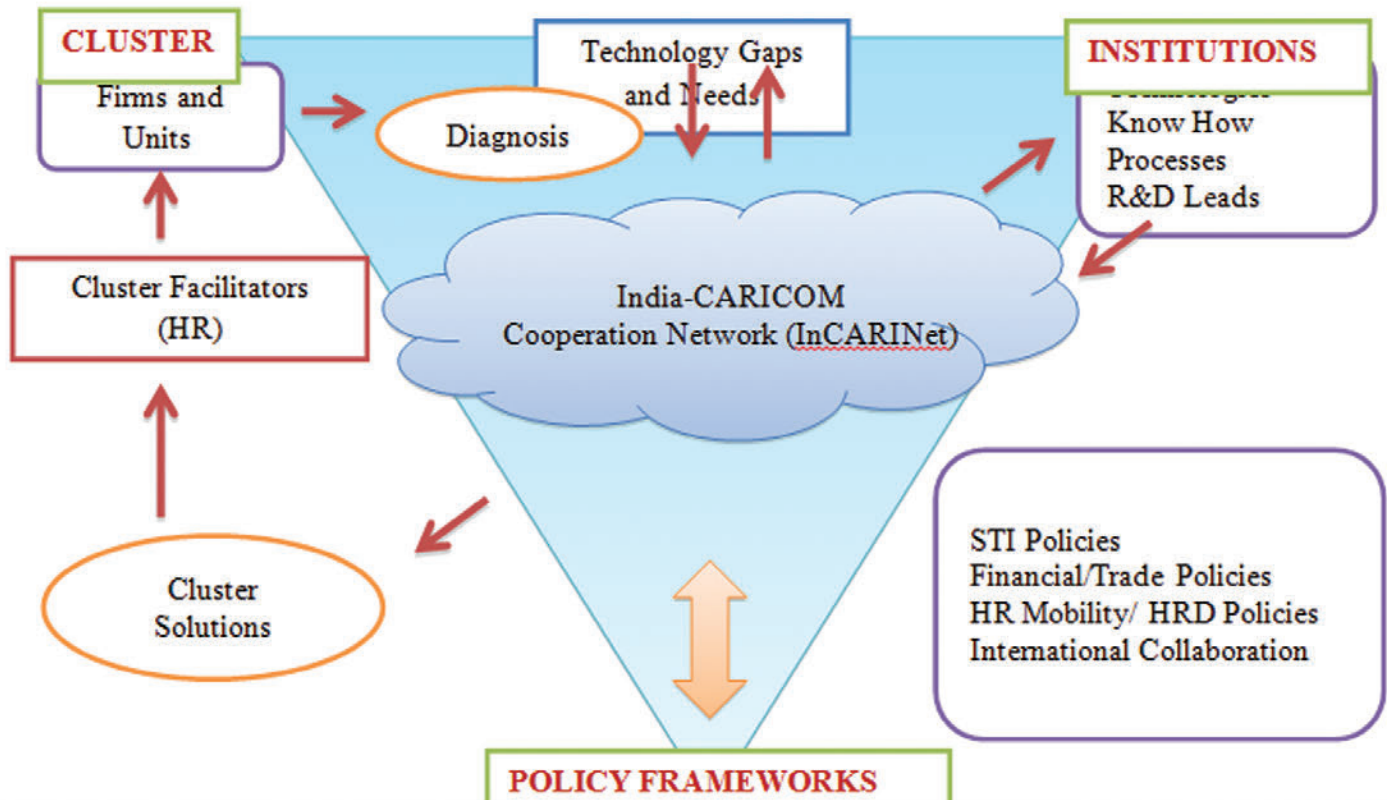 CLUSTER
Firms and
Units
Diagnosis
Technology Gaps
and Needs
INSTITUTIONS
Know How
Processes
R&D Leads
Cluster Facilitators
(HR)
India-CARICOM
Cooperation Network (InCARINet)
Cluster
Solutions
STI Policies
Financial/Trade Policies
HR Mobility/ HRD Policies
International Collaboration
POLICY FRAMEWORKS